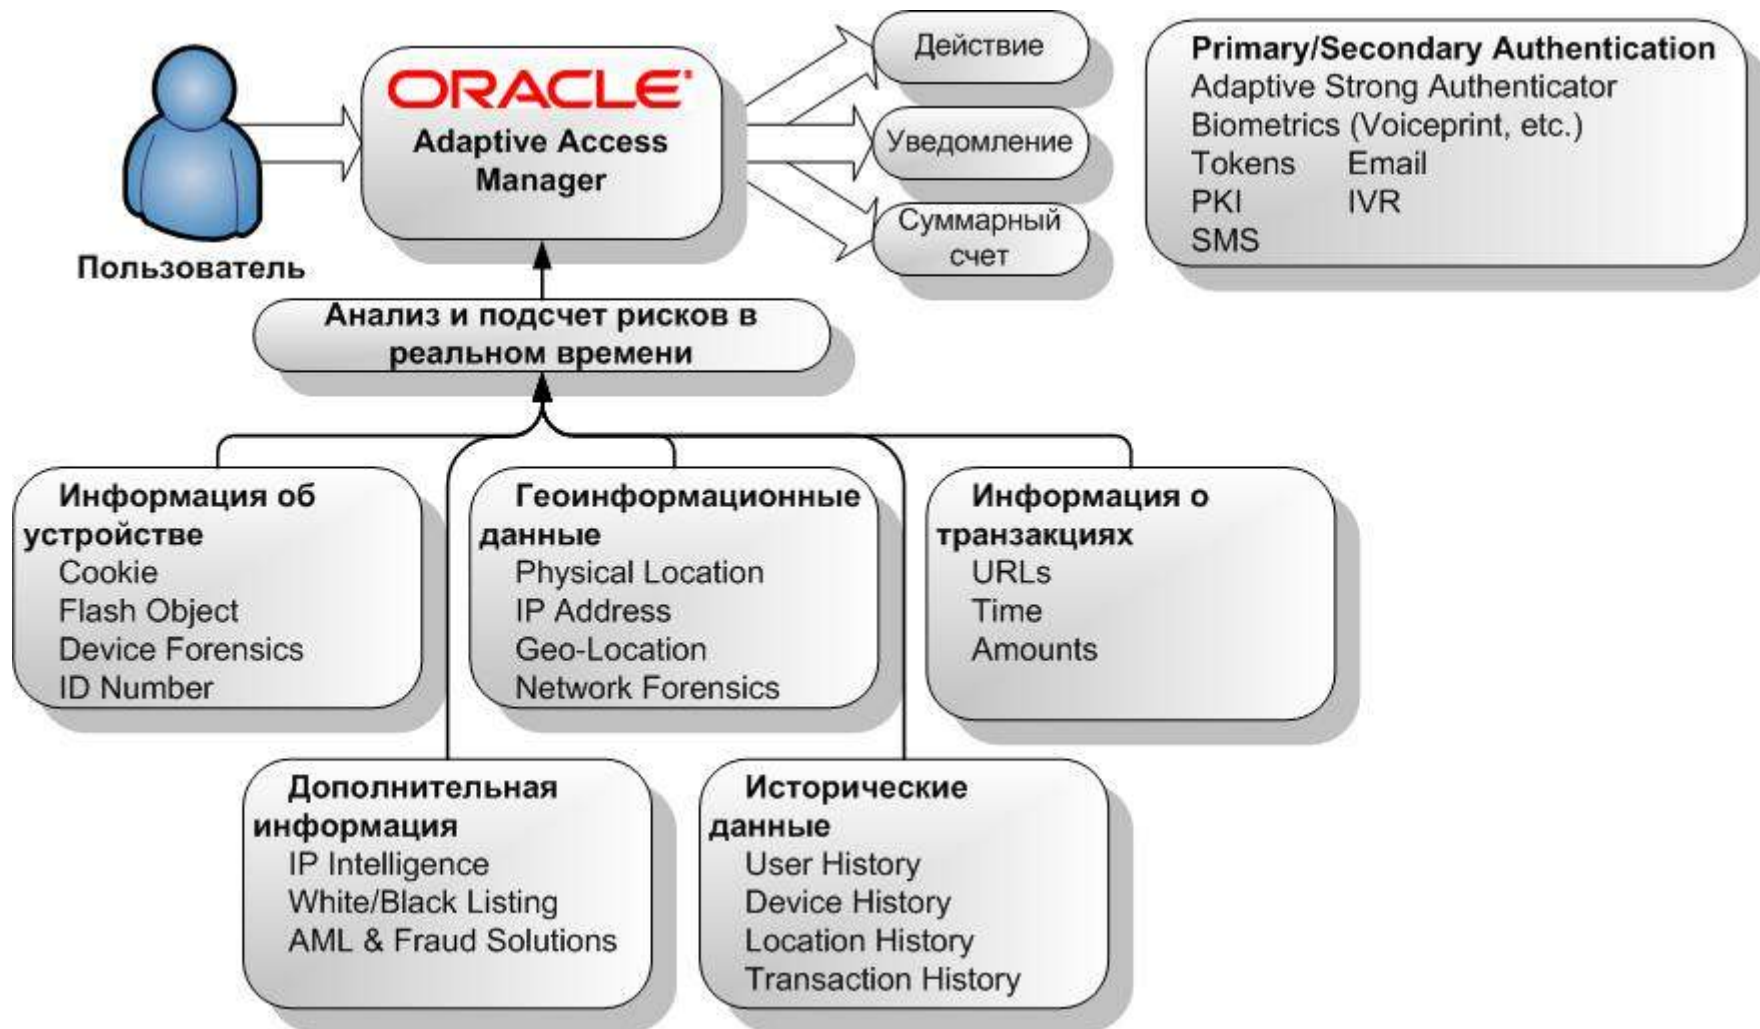 ORACLE
Adaptive Access
Manager
Пользователь
Действие
Уведомление
Суммарный
счет
Primary/Secondary Authentication
Adaptive Strong Authenticator
Biometrics (Voiceprint, etc.)
Tokens Email
PKI IVR
SMS
Анализ и подсчет рисков в
реальном времени
Информация об
устройстве
Cookie
Flash Object
Device Forensics
ID Number
Геоинформационные
данные
Physical Location
IP Address
Geo-Location
Network Forensics
Информация о
транзакциях
URLs
Time
Amounts
Дополнительная
информация
IP Intelligence
White/Black Listing
AML & Fraud Solutions
Исторические
данные
User History
Device History
Location History
Transaction History